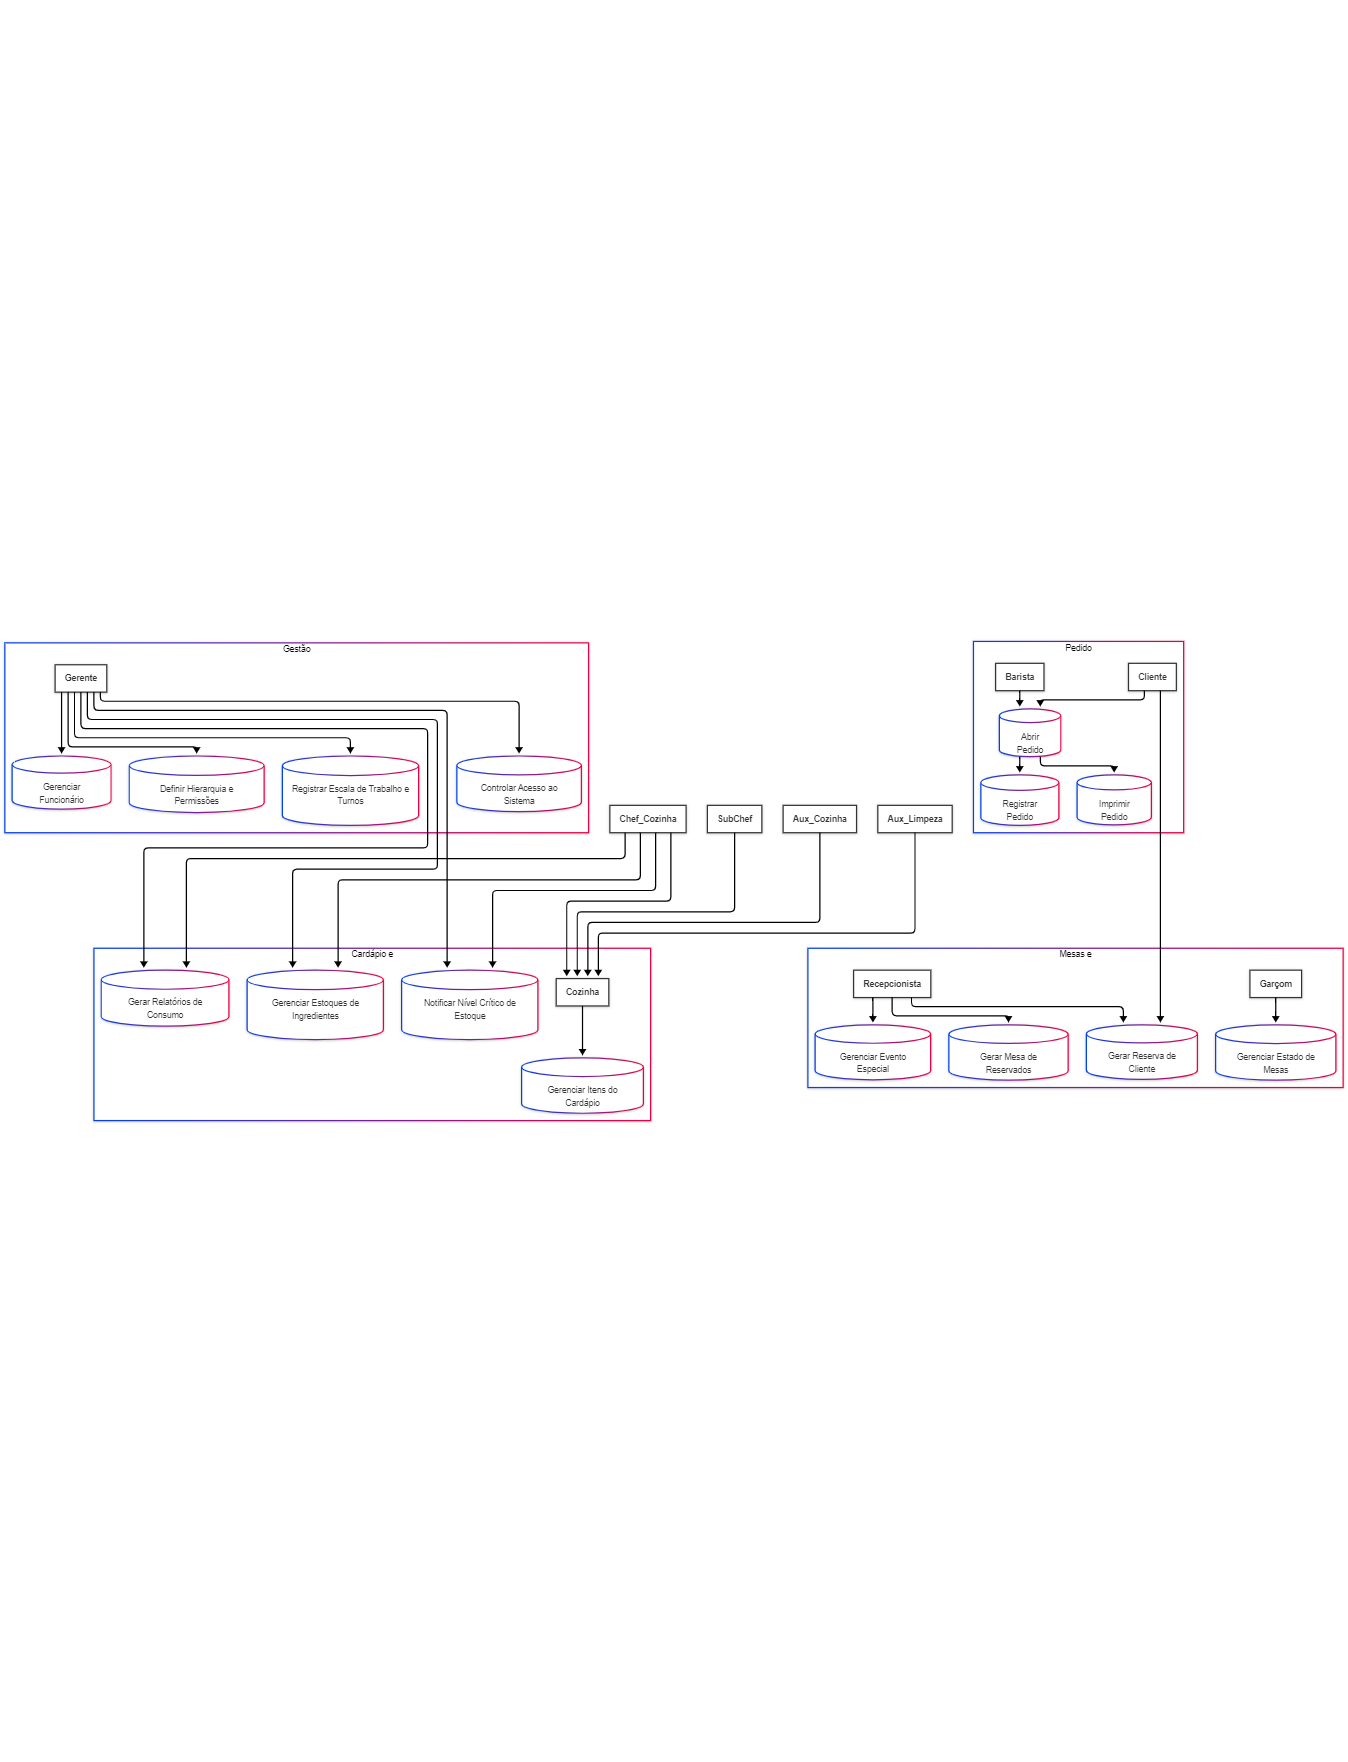 Gestão
Gerente
Gerenciar
Funcionário
Definir Hierarquia e
Permissões
Registrar Escala de Trabalho e
Turnos
Controlar Acesso ao
Sistema
Pedido
Barista
Cliente
Abrir
Pedido
Registrar
Pedido
Imprimir
Pedido
Chef_Cozinha
SubChef
Aux_Cozinha
Aux_Limpeza
Cardápio e
Gerar Relatórios de
Consumo
Gerenciar Estoques de
Ingredientes
Notificar Nível Crítico de
Estoque
Cozinha
Gerenciar Itens do
Cardápio
Mesas e
Recepcionista
Garçom
Gerenciar Evento
Especial
Gerar Mesa de
Reservados
Gerar Reserva de
Cliente
Gerenciar Estado de
Mesas